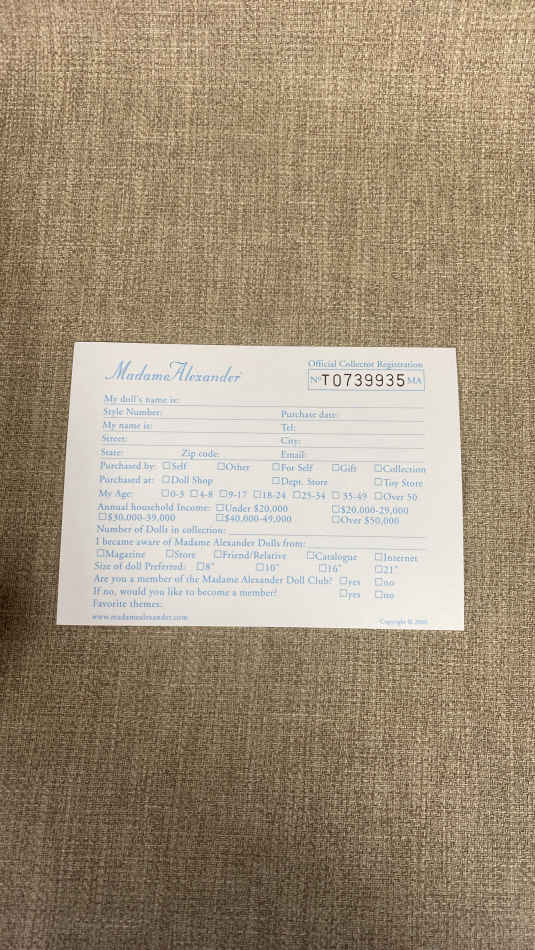 Madame Alexander
Official Collector Registration
Nº T0739935 MA
My doll's name is:
Style Number: Purchase date:
My name is: Tel:
Street: City:
State: Zip code: Email:
Purchased by: ☐Self ☐Other ☐For Self ☐Gift ☐Collection
Purchased at: ☐Doll Shop ☐Dept. Store ☐Toy Store
My Age: ☐0-3 ☐4-8 ☐9-17 ☐18-24 ☐25-34 ☐35-49 ☐Over 50
Annual household Income: ☐Under $20,000 ☐$20,000-29,000
☐$30,000-39,000 ☐$40,000-49,000 ☐Over $50,000
Number of Dolls in collection:
I became aware of Madame Alexander Dolls from:
☐Magazine ☐Store ☐Friend/Relative ☐Catalogue ☐Internet
Size of doll Preferred: ☐8" ☐10" ☐16" ☐21"
Are you a member of the Madame Alexander Doll Club? ☐yes ☐no
If no, would you like to become a member? ☐yes ☐no
Favorite themes:
www.madamealexander.com
Copyright ©